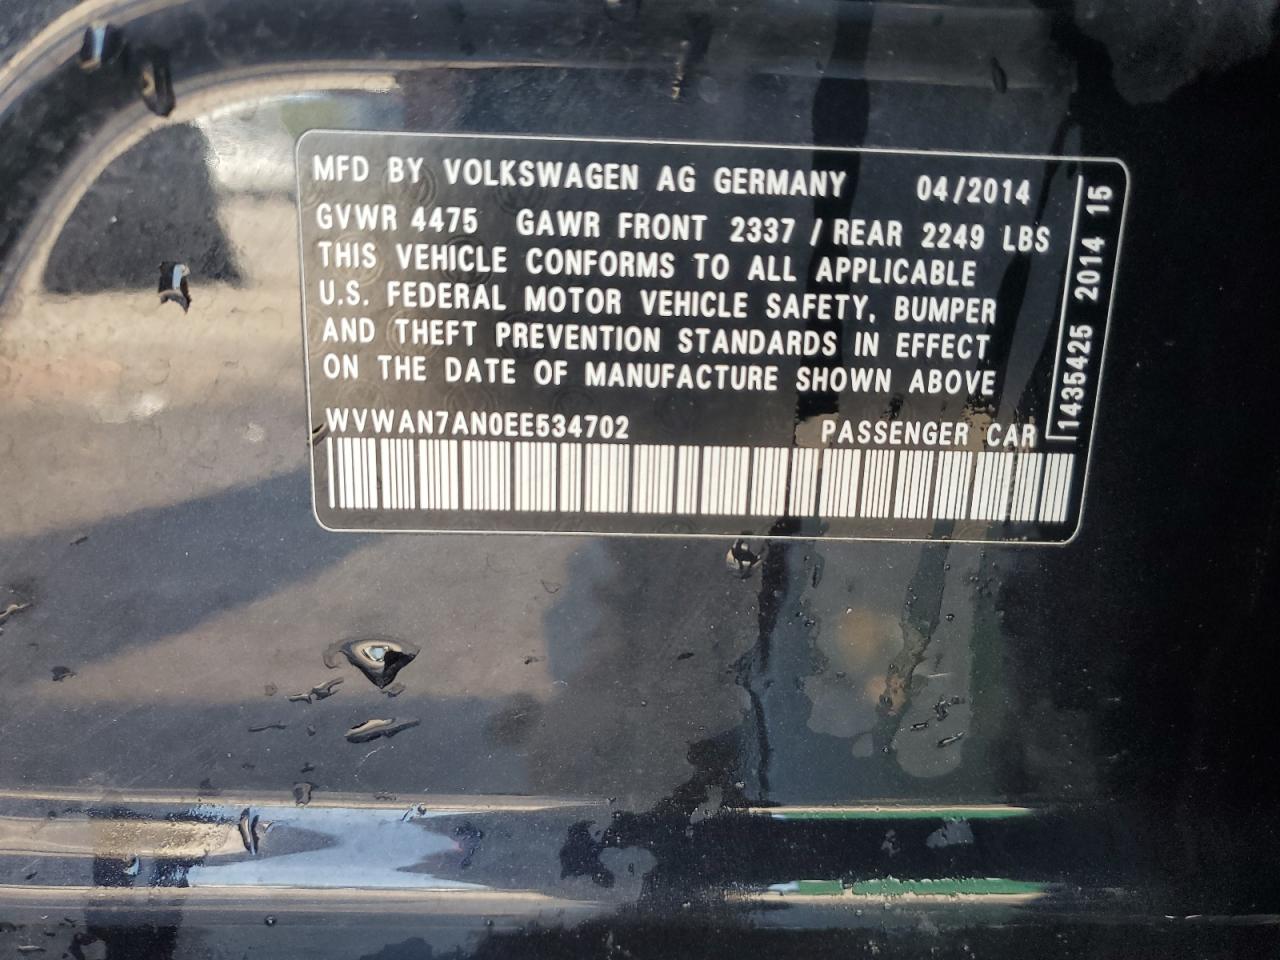 MFD BY VOLKSWAGEN AG GERMANY 04/2014
GVWR 4475 GAWR FRONT 2337 / REAR 2249 LBS
THIS VEHICLE CONFORMS TO ALL APPLICABLE
U.S. FEDERAL MOTOR VEHICLE SAFETY, BUMPER
AND THEFT PREVENTION STANDARDS IN EFFECT
ON THE DATE OF MANUFACTURE SHOWN ABOVE
WVWAN7AN0EE534702 PASSENGER CAR
1435425 2014 15